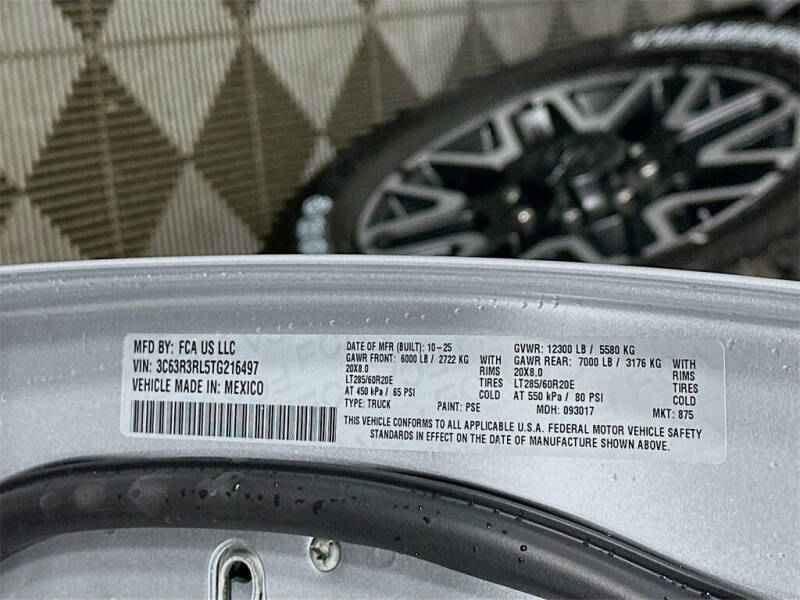 MFD BY: FCA US LLC
VIN: 3C63R3RL5TG216497
VEHICLE MADE IN: MEXICO
DATE OF MFR (BUILT): 10-25
GAWR FRONT: 6000 LB / 2722 KG WITH
20X8.0 RIMS
LT285/60R20E TIRES
AT 450 kPa / 65 PSI COLD
TYPE: TRUCK PAINT: PSE
GVWR: 12300 LB / 5580 KG
GAWR REAR: 7000 LB / 3176 KG WITH
20X8.0 RIMS
LT285/60R20E TIRES
AT 550 kPa / 80 PSI COLD
MDH: 093017 MKT: 875
THIS VEHICLE CONFORMS TO ALL APPLICABLE U.S.A. FEDERAL MOTOR VEHICLE SAFETY
STANDARDS IN EFFECT ON THE DATE OF MANUFACTURE SHOWN ABOVE.